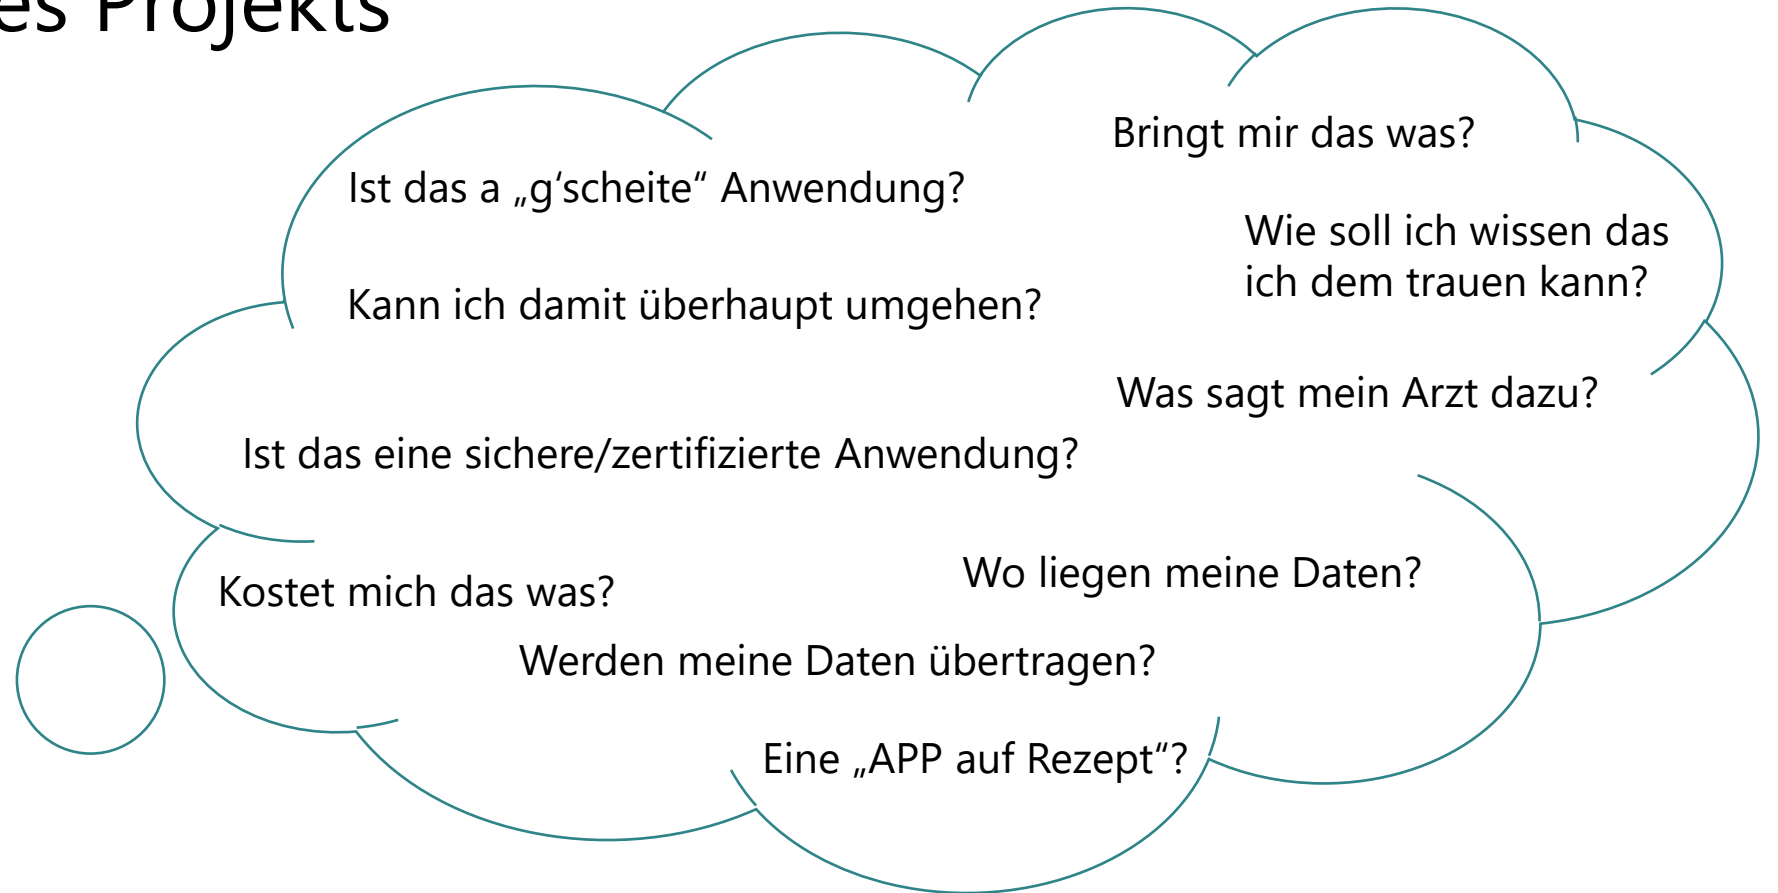 es Projekts
Bringt mir das was?
Ist das a „g‘scheite“ Anwendung?
Wie soll ich wissen das
ich dem trauen kann?
Kann ich damit überhaupt umgehen?
Was sagt mein Arzt dazu?
Ist das eine sichere/zertifizierte Anwendung?
Wo liegen meine Daten?
Kostet mich das was?
Werden meine Daten übertragen?
Eine „APP auf Rezept“?